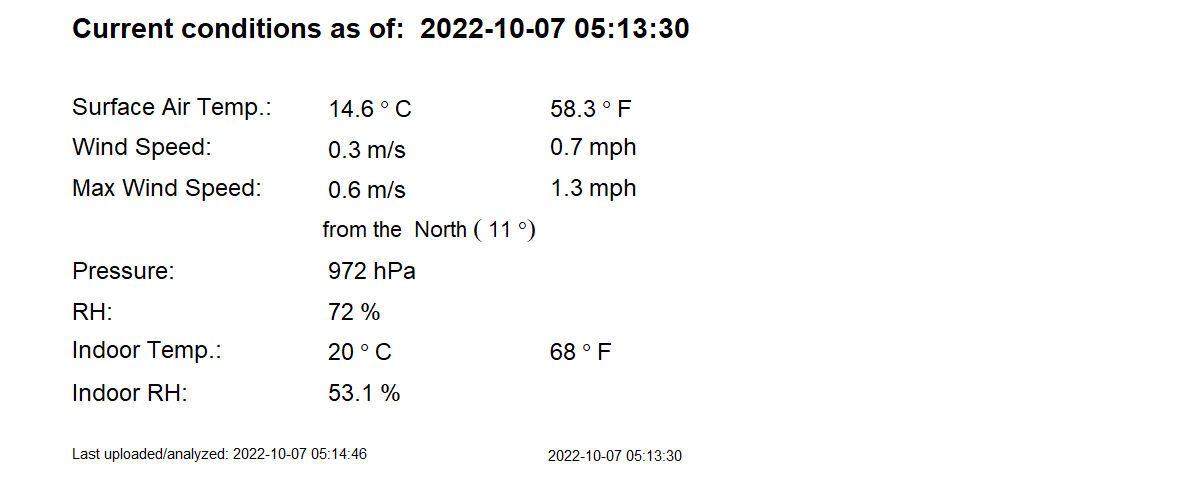 Current conditions as of: 2022-10-07 05:13:30
Surface Air Temp.: 14.6 ° C 58.3 ° F
Wind Speed: 0.3 m/s 0.7 mph
Max Wind Speed: 0.6 m/s 1.3 mph
from the North ( 11 °)
Pressure: 972 hPa
RH: 72 %
Indoor Temp.: 20 ° C 68 ° F
Indoor RH: 53.1 %
Last uploaded/analyzed: 2022-10-07 05:14:46 2022-10-07 05:13:30